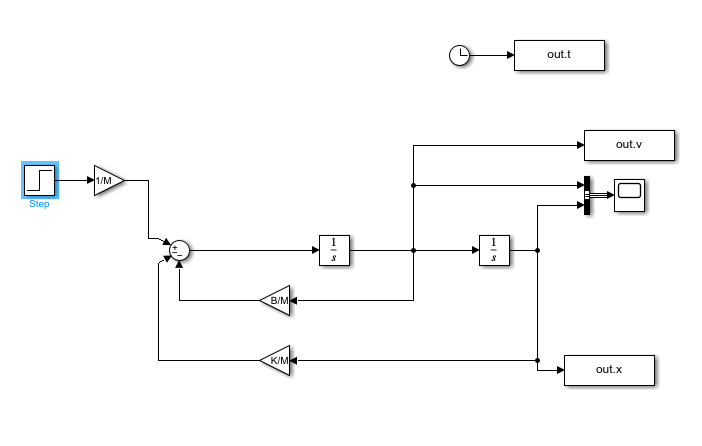 out.t
out.v
1/M
Step
+
−
−
1
s
1
s
B/M
K/M
out.x